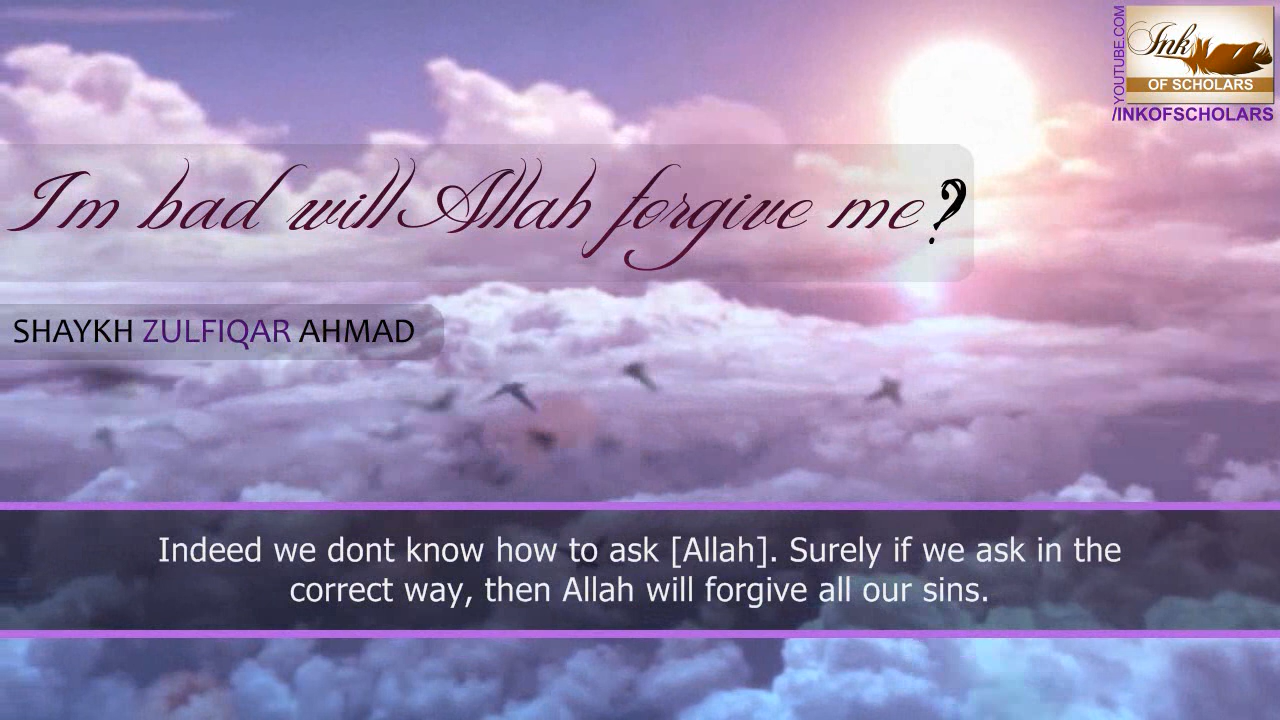 YOUTUBE.COM
Ink
OF SCHOLARS
/INKOFSCHOLARS
Im bad will Allah forgive me?
SHAYKH ZULFIQAR AHMAD
Indeed we dont know how to ask [Allah]. Surely if we ask in the
correct way, then Allah will forgive all our sins.